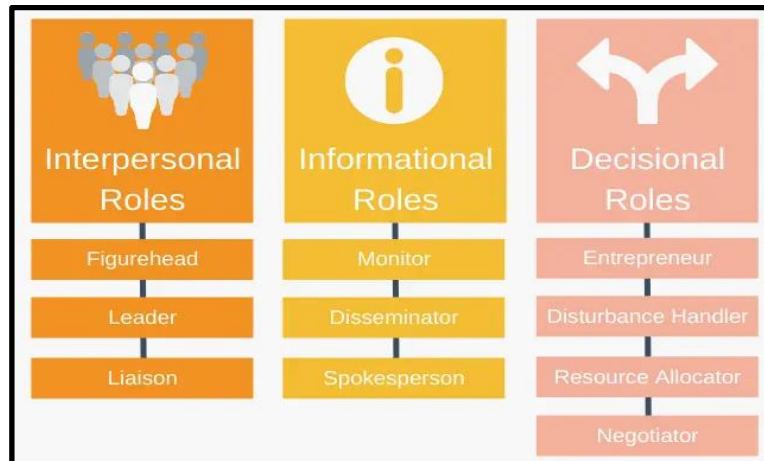 Interpersonal
Roles
Figurehead
Leader
Liaison
Informational
Roles
Monitor
Disseminator
Spokesperson
Decisional
Roles
Entrepreneur
Disturbance Handler
Resource Allocator
Negotiator